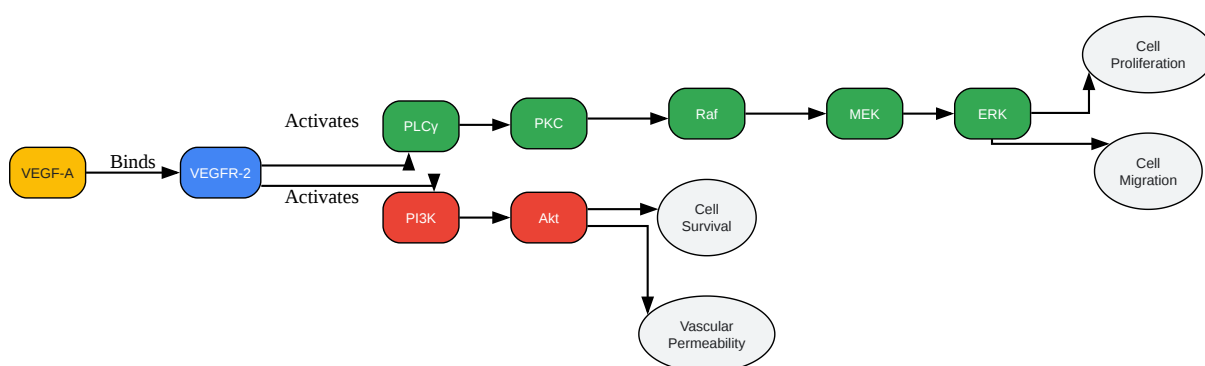 Cell
Proliferation
Activates
PLCγ
PKC
Raf
MEK
ERK
VEGF-A
Binds
VEGFR-2
Cell
Migration
Activates
PI3K
Akt
Cell
Survival
Vascular
Permeability